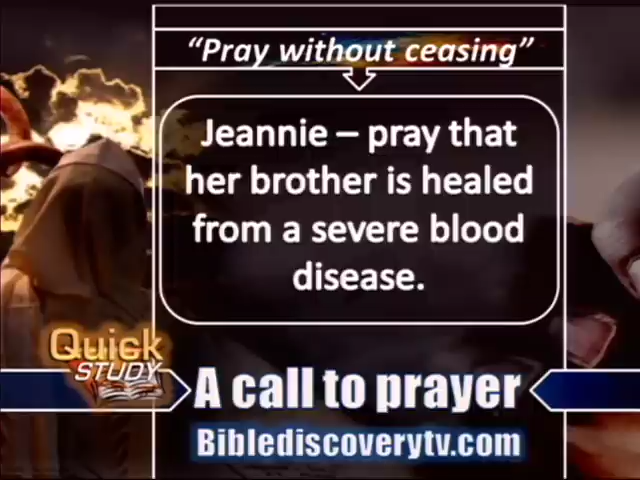 “Pray without ceasing”
Jeannie – pray that
her brother is healed
from a severe blood
disease.
Quick
STUDY
A call to prayer
Biblediscoverytv.com